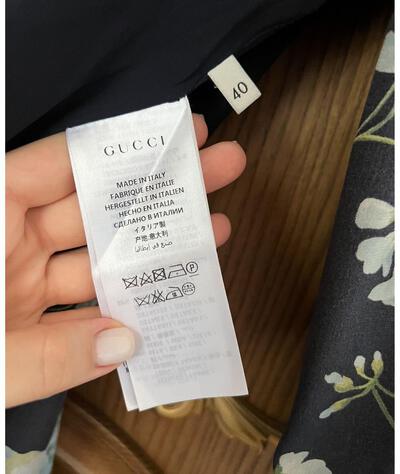 40
GUCCI
MADE IN ITALY
FABRIQUÉ EN ITALIE
HERGESTELLT IN ITALIEN
HECHO EN ITALIA
СДЕЛАНО В ИТАЛИИ
イタリア製
户地:意大利
صنع في إيطاليا
P